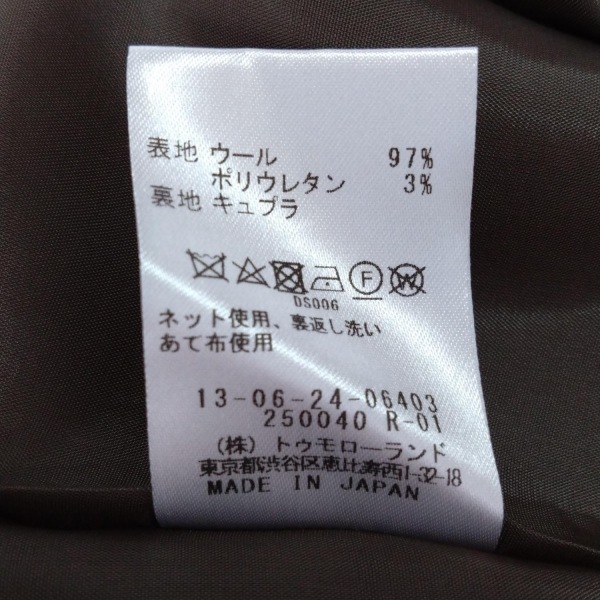 表地 ウール 97%
ポリウレタン 3%
裏地 キュプラ
DS006
ネット使用、裏返し洗い
あて布使用
13-06-24-06403
250040 R-01
(株) トゥモローランド
東京都渋谷区恵比寿西1-32-18
MADE IN JAPAN